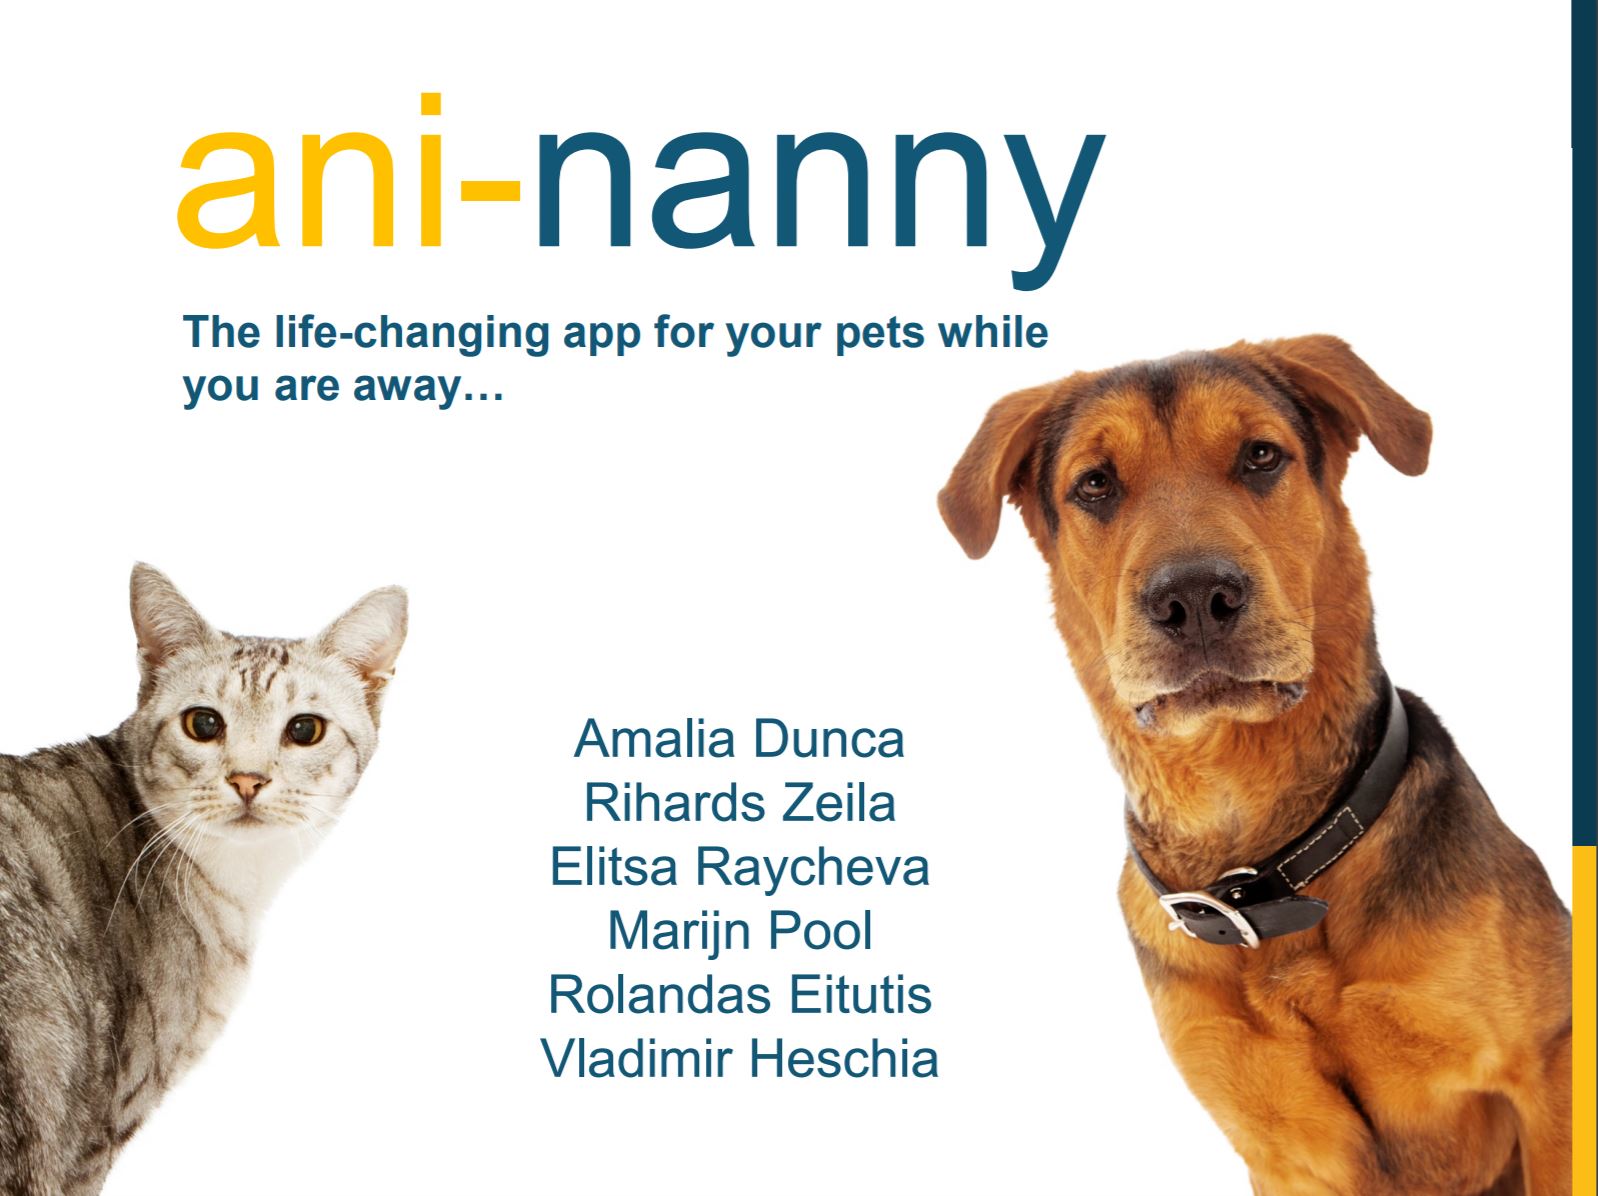 ani-nanny
The life-changing app for your pets while
you are away…
Amalia Dunca
Rihards Zeila
Elitsa Raycheva
Marijn Pool
Rolandas Eitutis
Vladimir Heschia